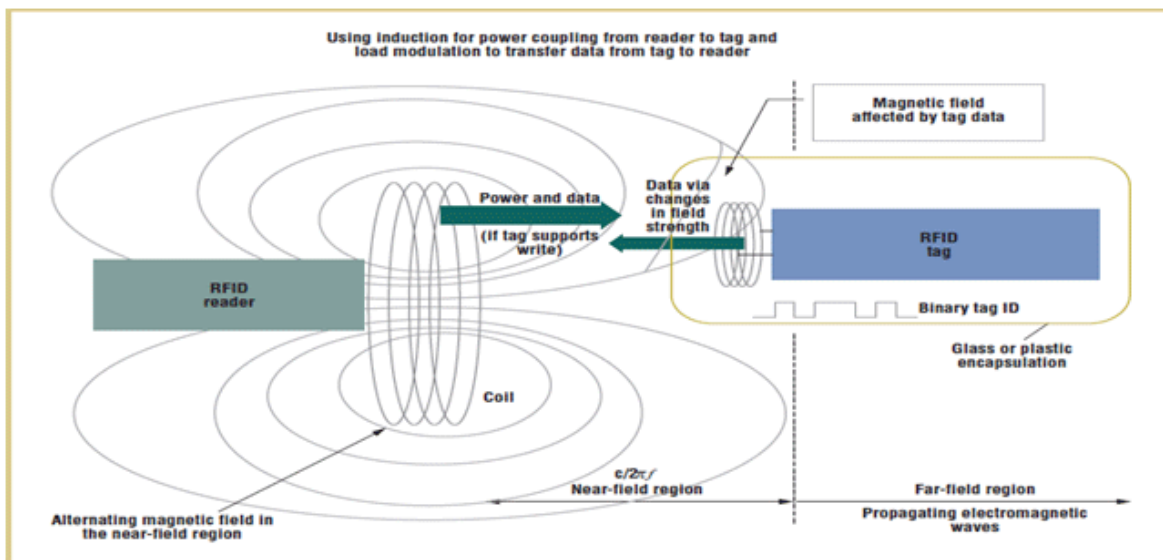 Using induction for power coupling from reader to tag and
load modulation to transfer data from tag to reader
Magnetic field
affected by tag data
Power and data
(if tag supports
write)
Data via
changes
in field
strength
RFID
reader
RFID
tag
Binary tag ID
Glass or plastic
encapsulation
Coil
c/2πf
Near-field region
Far-field region
Propagating electromagnetic
waves
Alternating magnetic field in
the near-field region